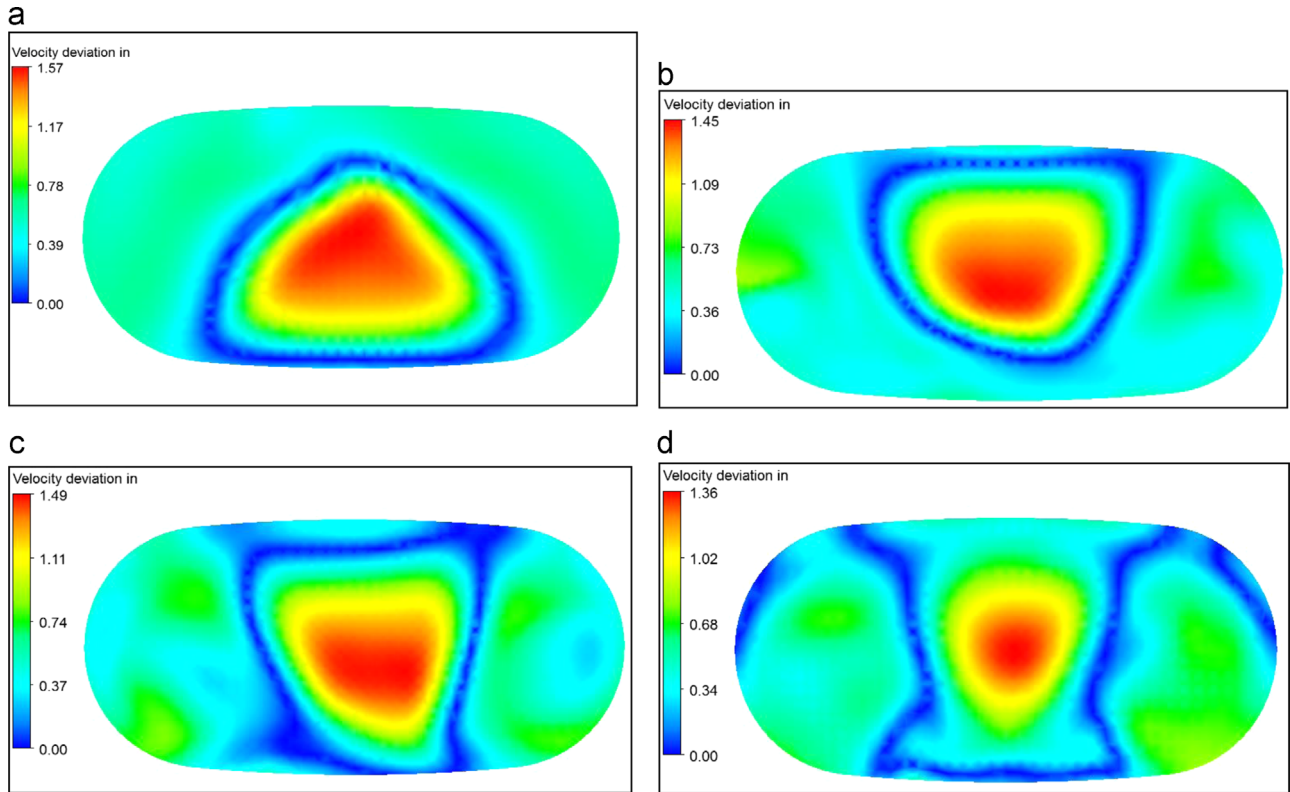 a
Velocity deviation in
1.57
1.17
0.78
0.39
0.00
b
Velocity deviation in
1.45
1.09
0.73
0.36
0.00
c
Velocity deviation in
1.49
1.11
0.74
0.37
0.00
d
Velocity deviation in
1.36
1.02
0.68
0.34
0.00